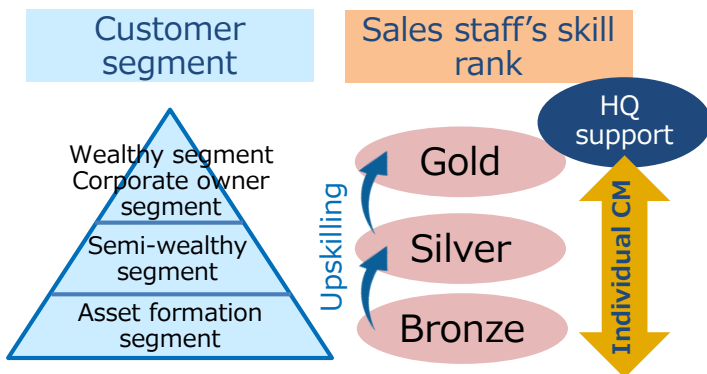 Customer
segment
Sales staff's skill
rank
Wealthy segment
Corporate owner
segment
Semi-wealthy
segment
Asset formation
segment
Upskilling
Gold
Silver
Bronze
HQ
support
Individual CM